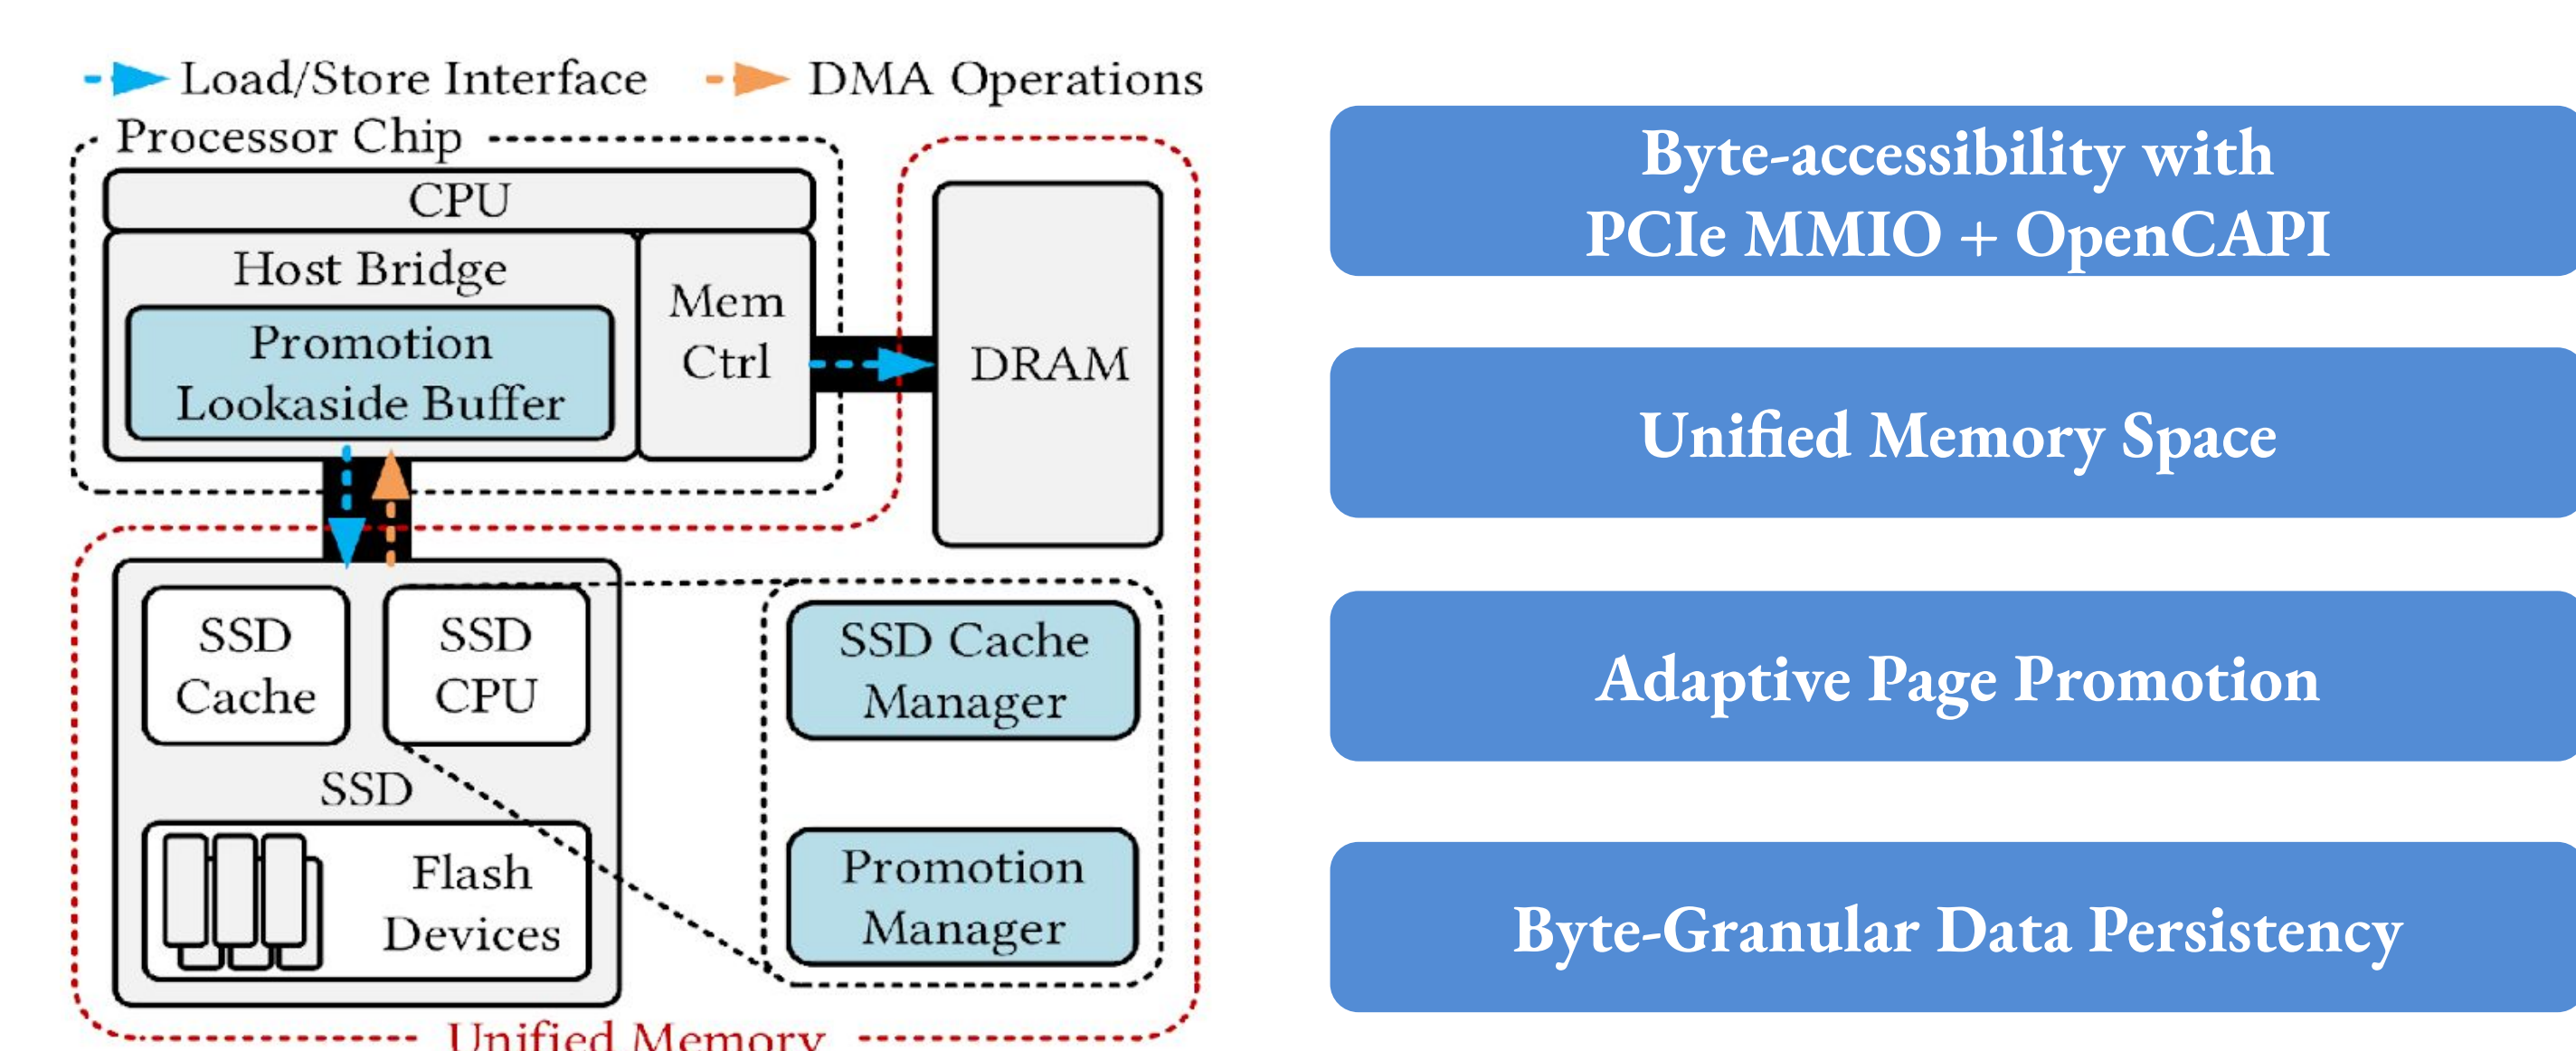 Load/Store Interface
DMA Operations
Processor Chip
CPU
Host Bridge
Promotion
Lookaside Buffer
Mem
Ctrl
DRAM
SSD
Cache
SSD
CPU
SSD
Flash
Devices
SSD Cache
Manager
Promotion
Manager
Unified Memory
Byte-accessibility with
PCIe MMIO + OpenCAPI
Unified Memory Space
Adaptive Page Promotion
Byte-Granular Data Persistency